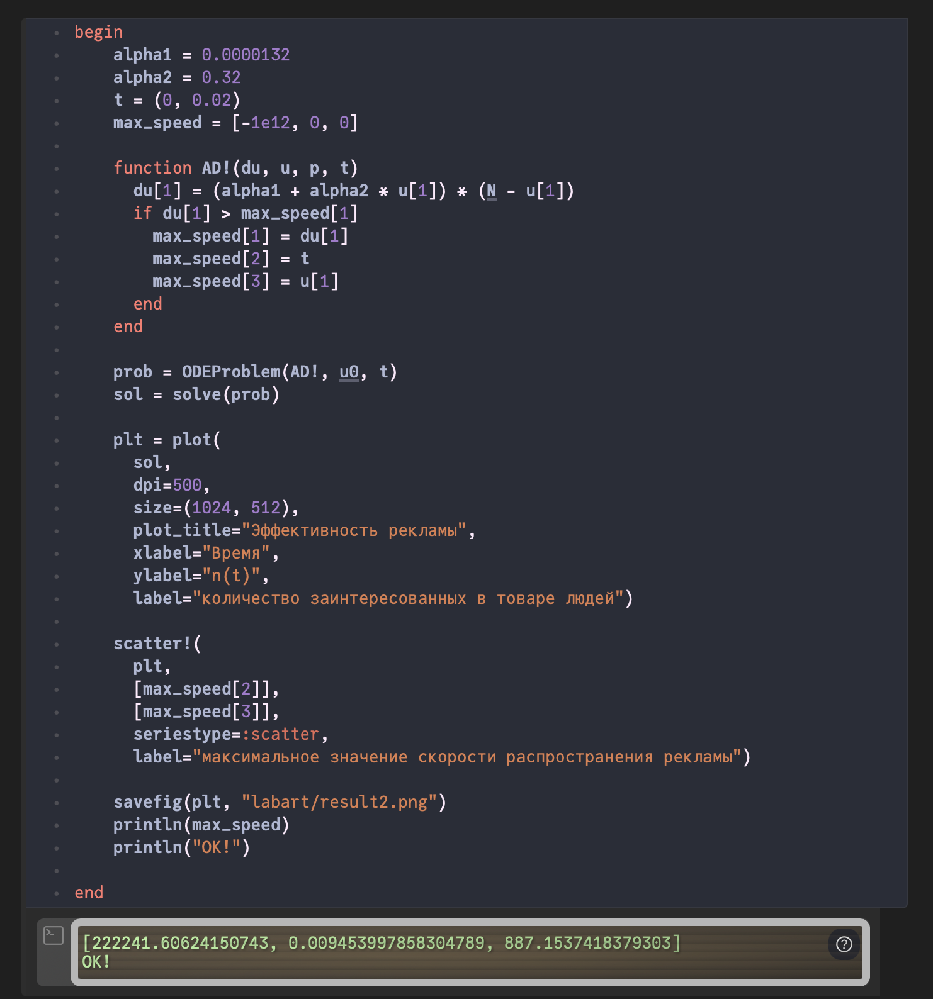 begin
    alpha1 = 0.0000132
    alpha2 = 0.32
    t = (0, 0.02)
    max_speed = [-1e12, 0, 0]

    function AD!(du, u, p, t)
      du[1] = (alpha1 + alpha2 * u[1]) * (N - u[1])
      if du[1] > max_speed[1]
        max_speed[1] = du[1]
        max_speed[2] = t
        max_speed[3] = u[1]
      end
    end

    prob = ODEProblem(AD!, u0, t)
    sol = solve(prob)

    plt = plot(
      sol,
      dpi=500,
      size=(1024, 512),
      plot_title="Эффективность рекламы",
      xlabel="Время",
      ylabel="n(t)",
      label="количество заинтересованных в товаре людей")

    scatter!(
      plt,
      [max_speed[2]],
      [max_speed[3]],
      seriestype=:scatter,
      label="максимальное значение скорости распространения рекламы")

    savefig(plt, "labart/result2.png")
    println(max_speed)
    println("OK!")

end
[222241.60624150743, 0.009453997858304789, 887.1537418379303]
OK!